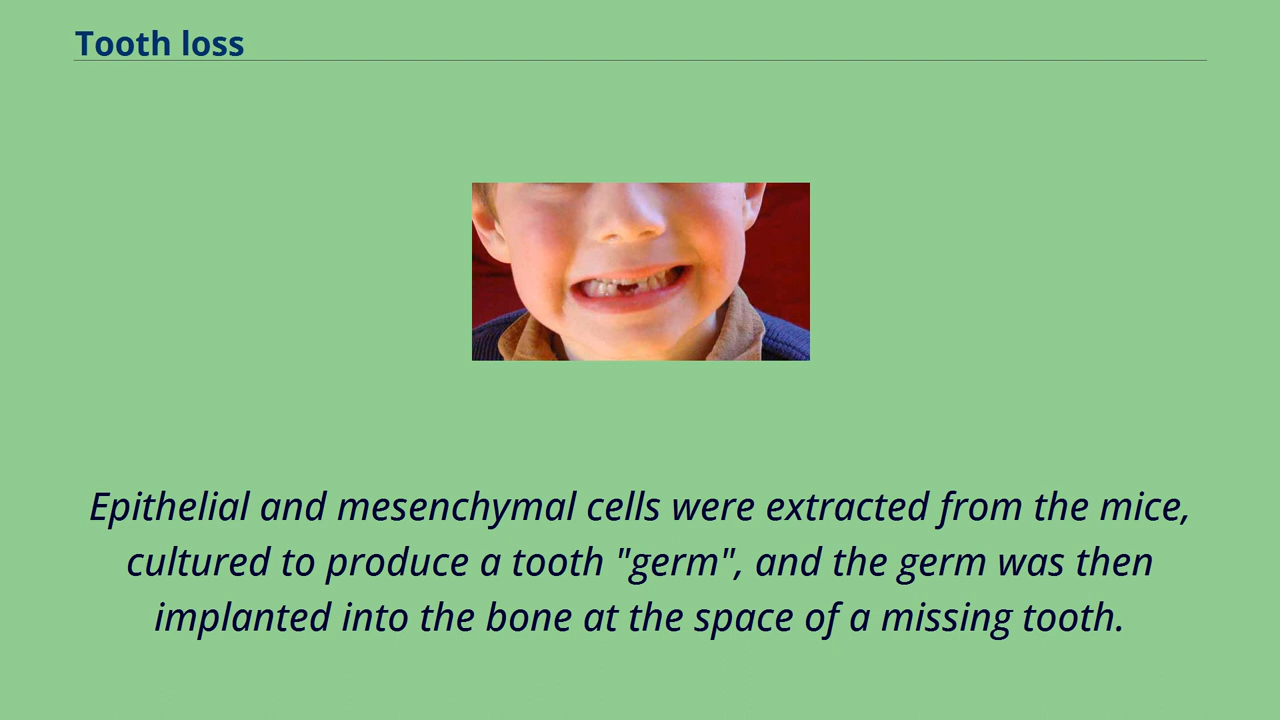 Tooth loss
Epithelial and mesenchymal cells were extracted from the mice,
cultured to produce a tooth "germ", and the germ was then
implanted into the bone at the space of a missing tooth.